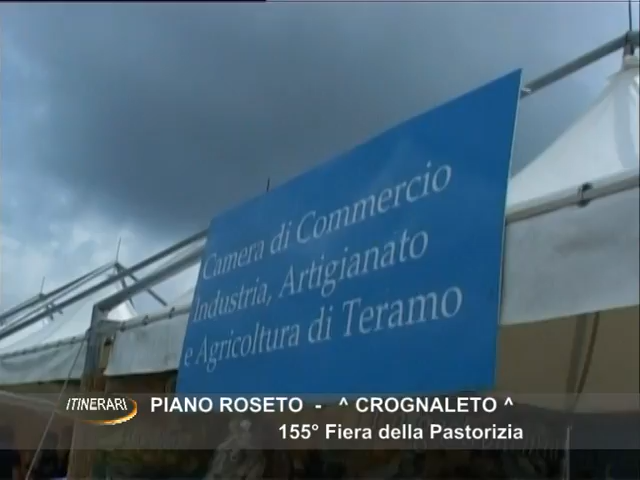 Camera di Commercio
Industria, Artigianato
e Agricoltura di Teramo
ITINERARI PIANO ROSETO - ^ CROGNALETO ^
155° Fiera della Pastorizia